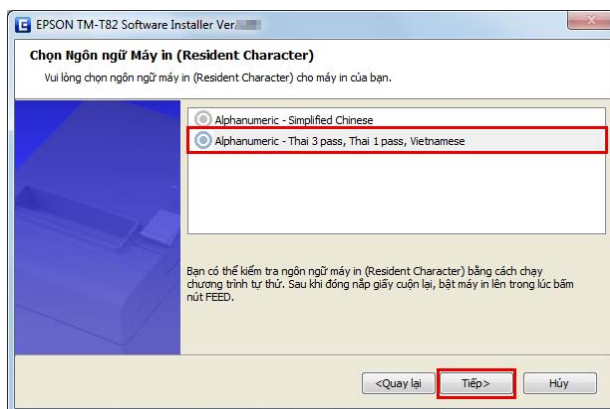 EPSON TM-T82 Software Installer Ver.
Chọn Ngôn ngữ Máy in (Resident Character)
Vui lòng chọn ngôn ngữ máy in (Resident Character) cho máy in của bạn.
Alphanumeric - Simplified Chinese
Alphanumeric - Thai 3 pass, Thai 1 pass, Vietnamese
Bạn có thể kiểm tra ngôn ngữ máy in (Resident Character) bằng cách chạy
chương trình tự thử. Sau khi đóng nắp giấy cuộn lại, bật máy in lên trong lúc bấm
nút FEED.
<Quay lại Tiếp> Hủy